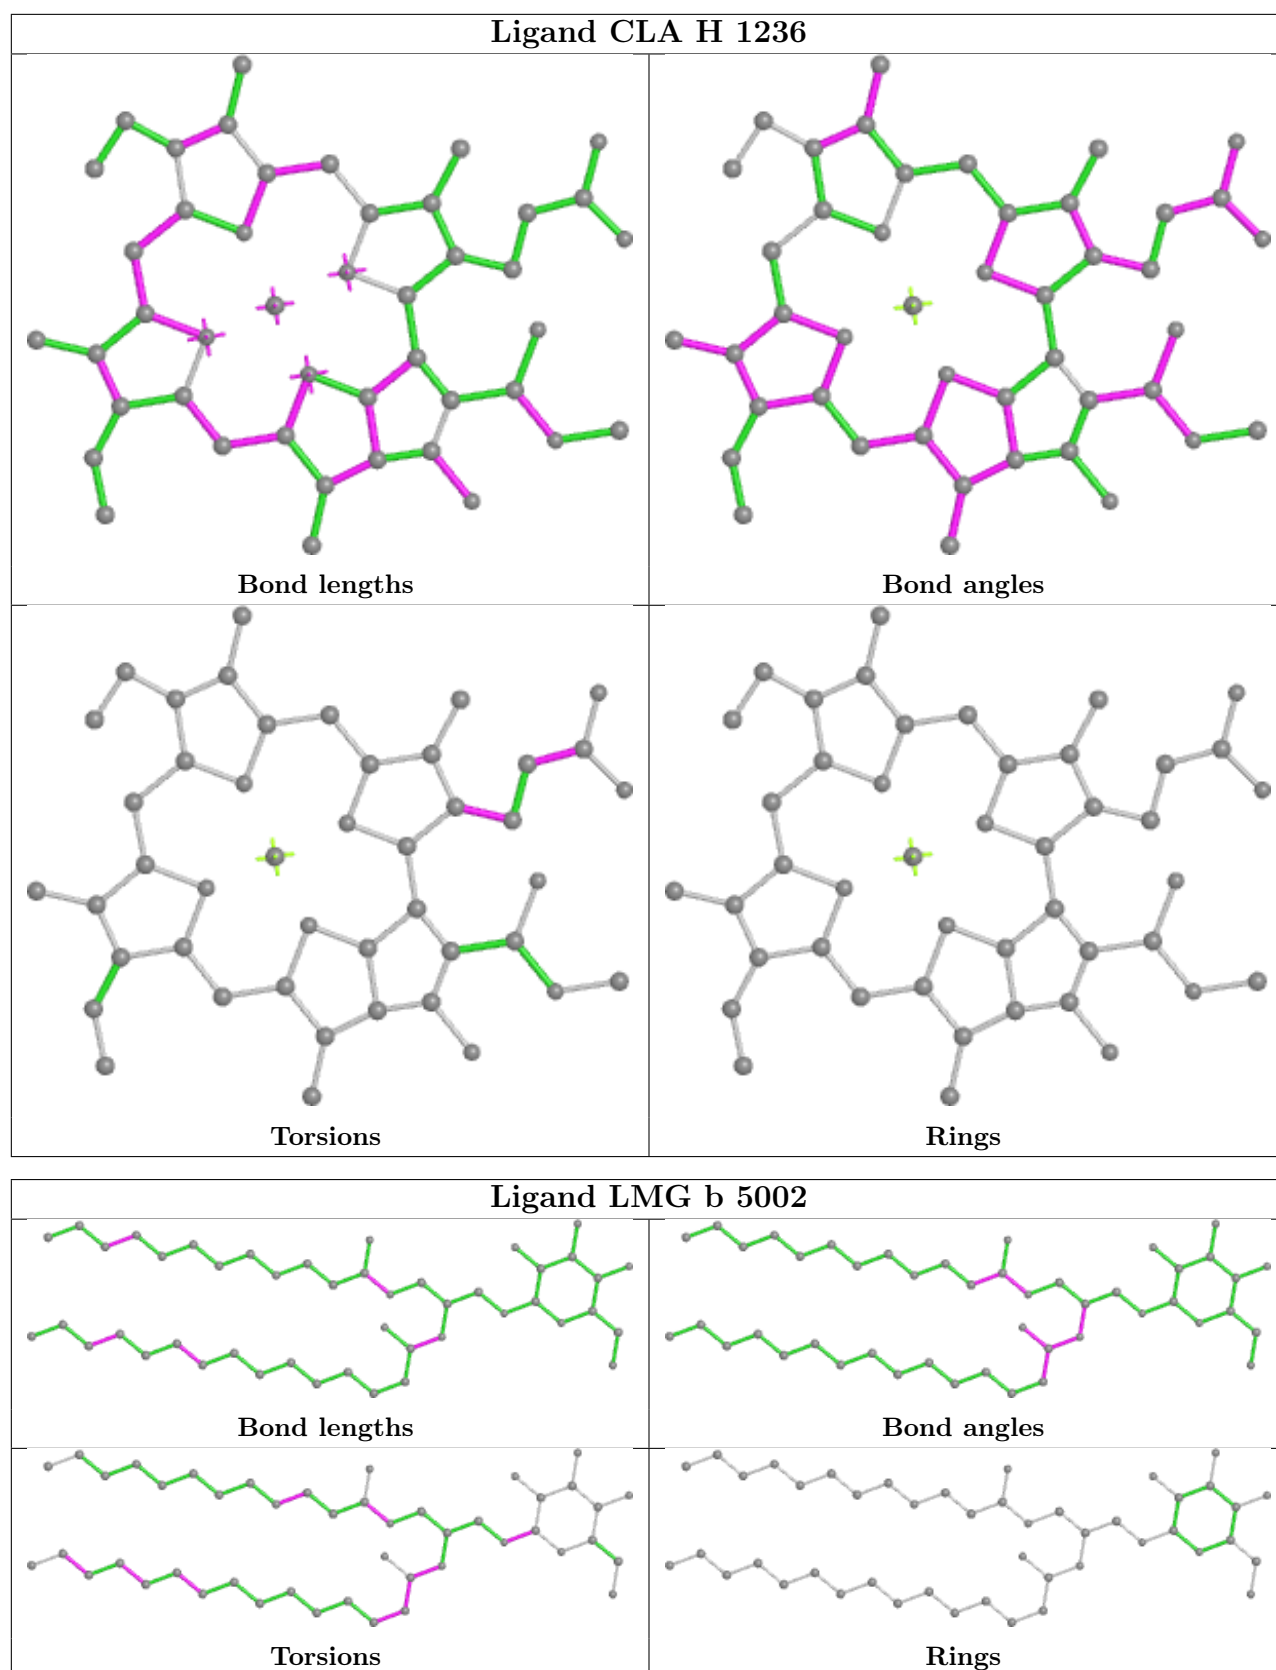 Ligand CLA H 1236
Bond lengths
Bond angles
Torsions
Rings
Ligand LMG b 5002
Bond lengths
Bond angles
Torsions
Rings